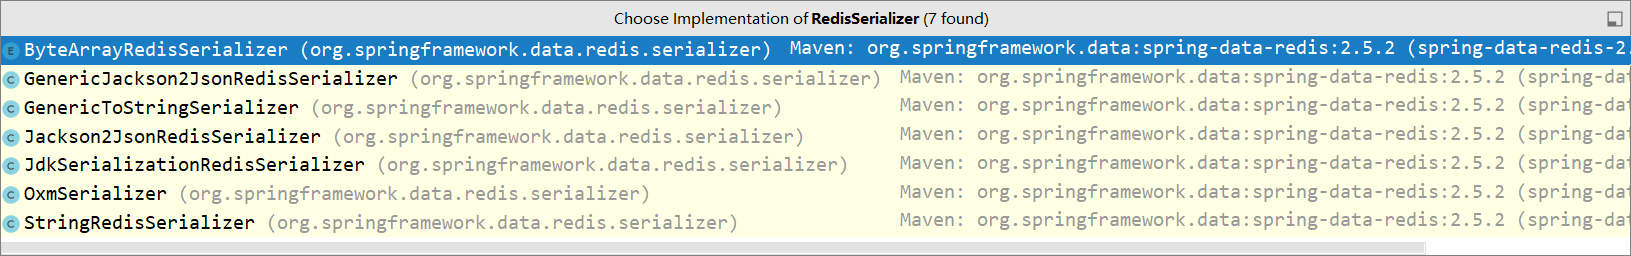 Choose Implementation of RedisSerializer (7 found)
E ByteArrayRedisSerializer (org.springframework.data.redis.serializer) Maven: org.springframework.data:spring-data-redis:2.5.2 (spring-data-redis-2.
C GenericJackson2JsonRedisSerializer (org.springframework.data.redis.serializer) Maven: org.springframework.data:spring-data-redis:2.5.2 (spring-dat
C GenericToStringSerializer (org.springframework.data.redis.serializer) Maven: org.springframework.data:spring-data-redis:2.5.2 (spring-dat
C Jackson2JsonRedisSerializer (org.springframework.data.redis.serializer) Maven: org.springframework.data:spring-data-redis:2.5.2 (spring-dat
C JdkSerializationRedisSerializer (org.springframework.data.redis.serializer) Maven: org.springframework.data:spring-data-redis:2.5.2 (spring-dat
C OxmSerializer (org.springframework.data.redis.serializer) Maven: org.springframework.data:spring-data-redis:2.5.2 (spring-dat
C StringRedisSerializer (org.springframework.data.redis.serializer) Maven: org.springframework.data:spring-data-redis:2.5.2 (spring-dat